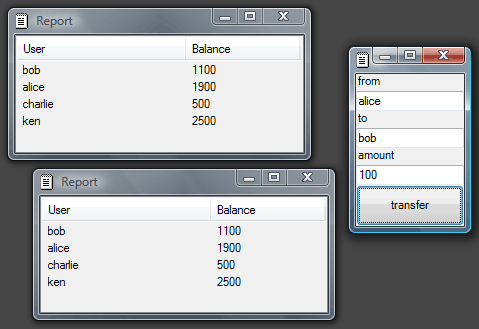 Report
User Balance
bob 1100
alice 1900
charlie 500
ken 2500
Report
User Balance
bob 1100
alice 1900
charlie 500
ken 2500
from
alice
to
bob
amount
100
transfer